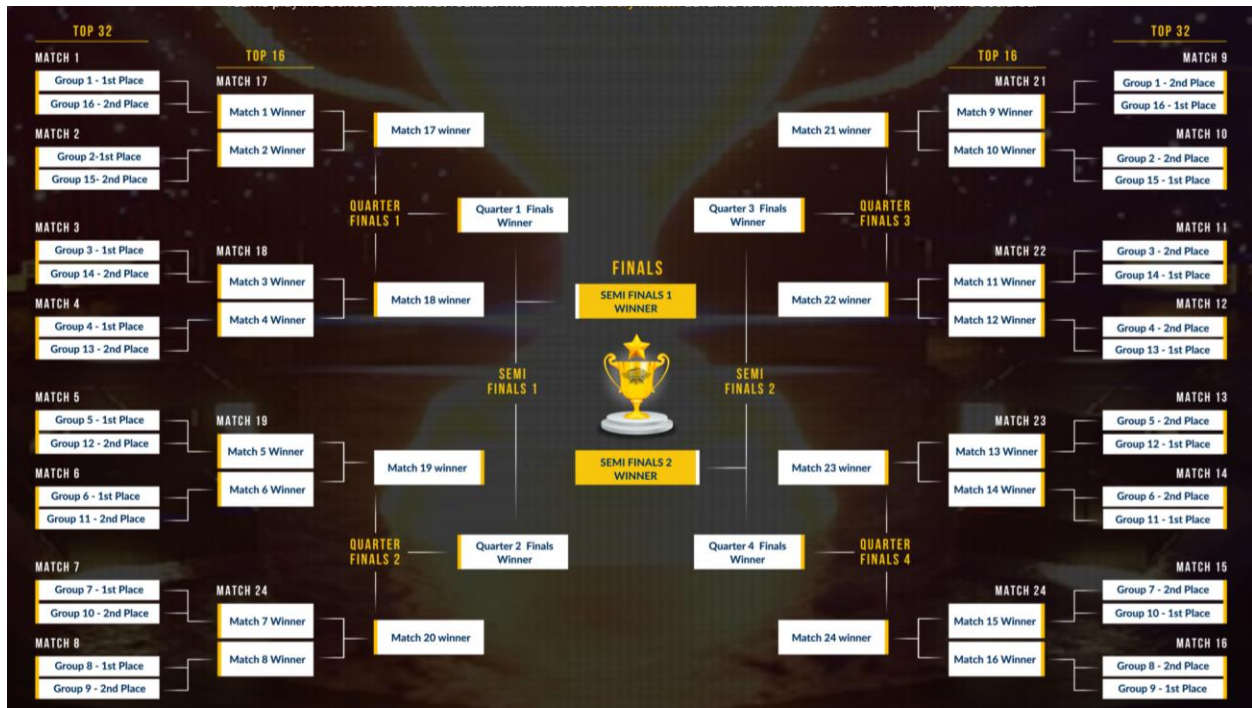 TOP 32
MATCH 1
Group 1 - 1st Place
Group 16 - 2nd Place
MATCH 2
Group 2-1st Place
Group 15- 2nd Place
MATCH 3
Group 3 - 1st Place
Group 14 - 2nd Place
MATCH 4
Group 4 - 1st Place
Group 13 - 2nd Place
MATCH 5
Group 5 - 1st Place
Group 12 - 2nd Place
MATCH 6
Group 6 - 1st Place
Group 11 - 2nd Place
MATCH 7
Group 7 - 1st Place
Group 10 - 2nd Place
MATCH 8
Group 8 - 1st Place
Group 9 - 2nd Place
TOP 16
MATCH 17
Match 1 Winner
Match 2 Winner
MATCH 18
Match 3 Winner
Match 4 Winner
MATCH 19
Match 5 Winner
Match 6 Winner
MATCH 24
Match 7 Winner
Match 8 Winner
Match 17 winner
QUARTER
FINALS 1
Match 18 winner
Match 19 winner
QUARTER
FINALS 2
Match 20 winner
Quarter 1 Finals
Winner
SEMI
FINALS 1
Quarter 2 Finals
Winner
FINALS
SEMI FINALS 1
WINNER
SEMI FINALS 2
WINNER
Quarter 3 Finals
Winner
SEMI
FINALS 2
Quarter 4 Finals
Winner
Match 21 winner
QUARTER
FINALS 3
Match 22 winner
Match 23 winner
QUARTER
FINALS 4
Match 24 winner
TOP 16
MATCH 21
Match 9 Winner
Match 10 Winner
MATCH 22
Match 11 Winner
Match 12 Winner
MATCH 23
Match 13 Winner
Match 14 Winner
MATCH 24
Match 15 Winner
Match 16 Winner
TOP 32
MATCH 9
Group 1 - 2nd Place
Group 16 - 1st Place
MATCH 10
Group 2 - 2nd Place
Group 15 - 1st Place
MATCH 11
Group 3 - 2nd Place
Group 14 - 1st Place
MATCH 12
Group 4 - 2nd Place
Group 13 - 1st Place
MATCH 13
Group 5 - 2nd Place
Group 12 - 1st Place
MATCH 14
Group 6 - 2nd Place
Group 11 - 1st Place
MATCH 15
Group 7 - 2nd Place
Group 10 - 1st Place
MATCH 16
Group 8 - 2nd Place
Group 9 - 1st Place